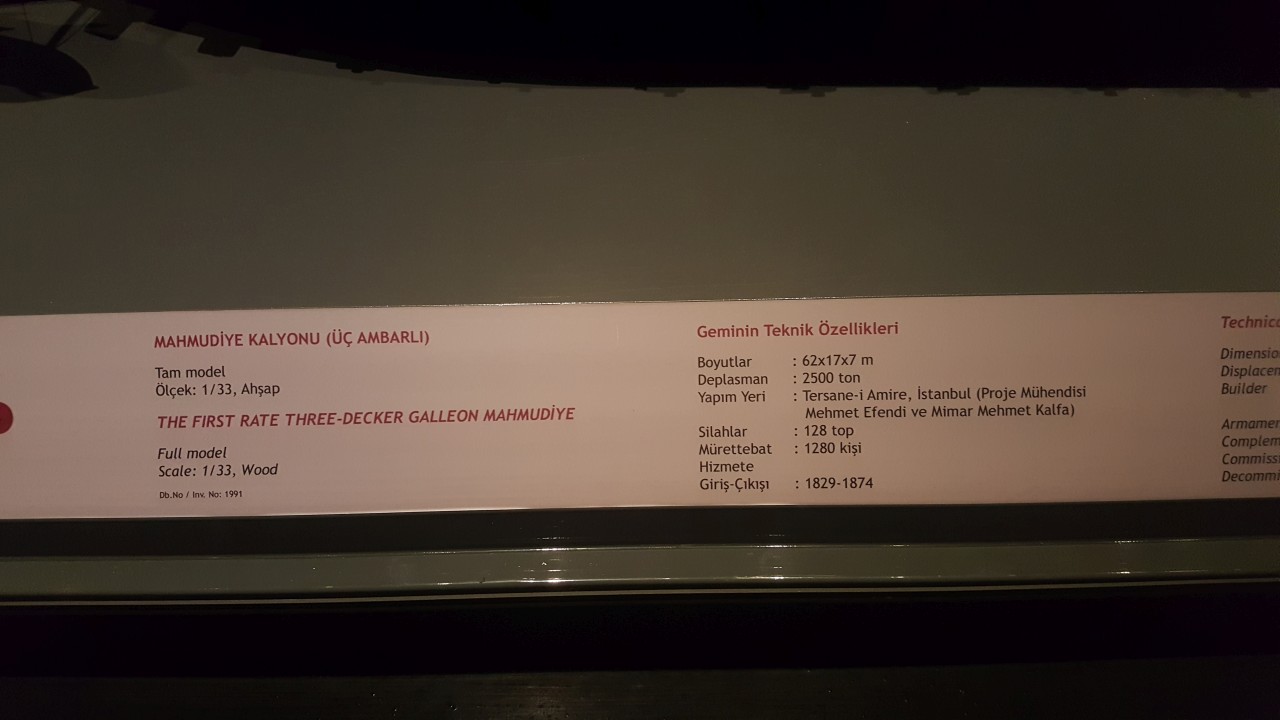 MAHMUDİYE KALYONU (ÜÇ AMBARLI)
Tam model
Ölçek: 1/33, Ahşap
THE FIRST RATE THREE-DECKER GALLEON MAHMUDİYE
Full model
Scale: 1/33, Wood
Db.No / Inv. No: 1991
Geminin Teknik Özellikleri
Boyutlar : 62x17x7 m
Deplasman : 2500 ton
Yapım Yeri : Tersane-i Amire, İstanbul (Proje Mühendisi
Mehmet Efendi ve Mimar Mehmet Kalfa)
Silahlar : 128 top
Mürettebat : 1280 kişi
Hizmete
Giriş-Çıkışı : 1829-1874
Builder